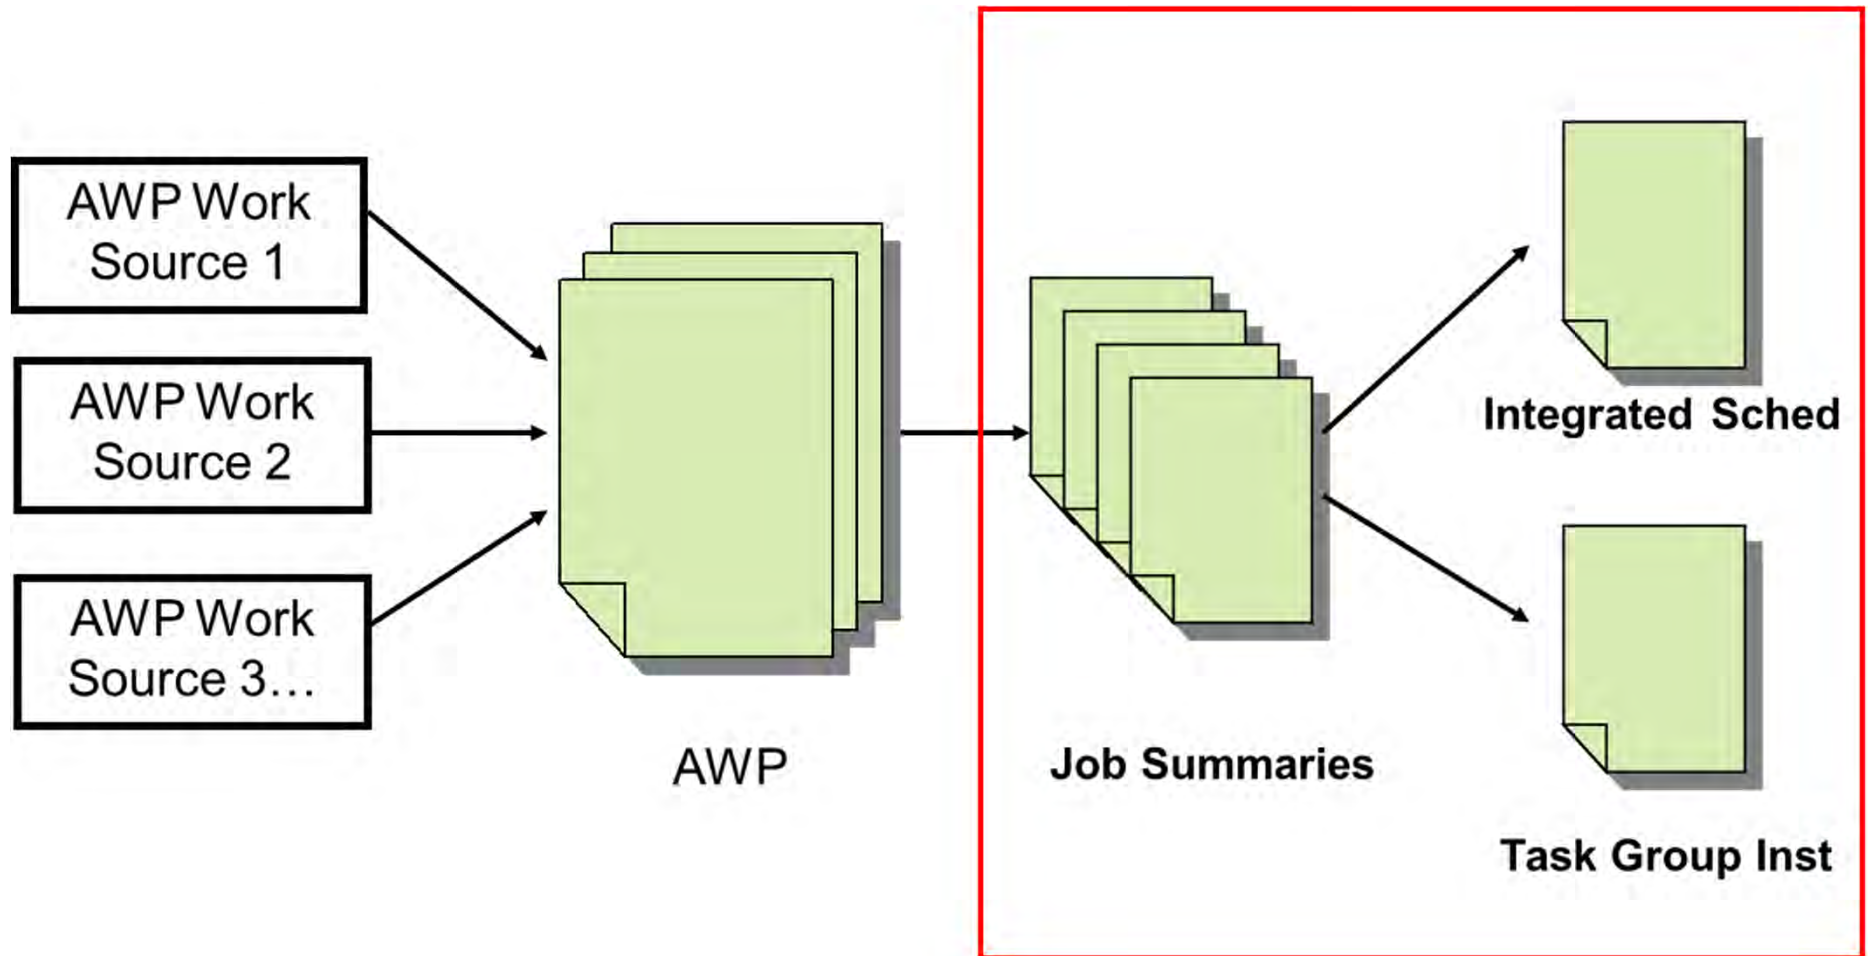 AWP Work
Source 1
AWP Work
Source 2
AWP Work
Source 3…
AWP
Job Summaries
Integrated Sched
Task Group Inst